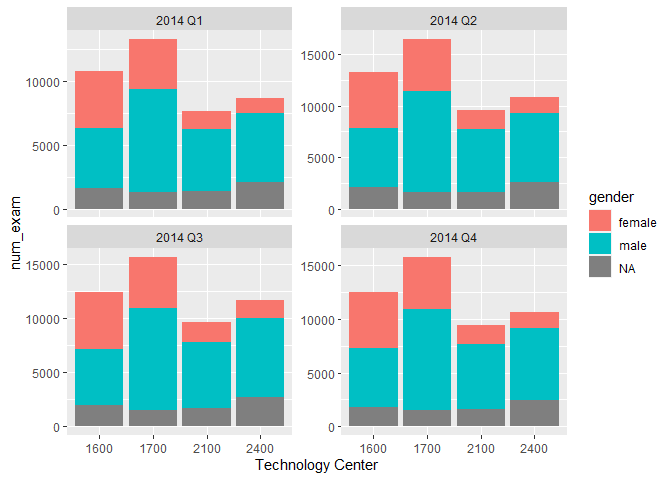 2014 Q1
2014 Q2
10000
5000
0
15000
10000
5000
0
2014 Q3
2014 Q4
15000
10000
5000
0
15000
10000
5000
0
1600 1700 2100 2400
1600 1700 2100 2400
Technology Center
num_exam
gender
female
male
NA